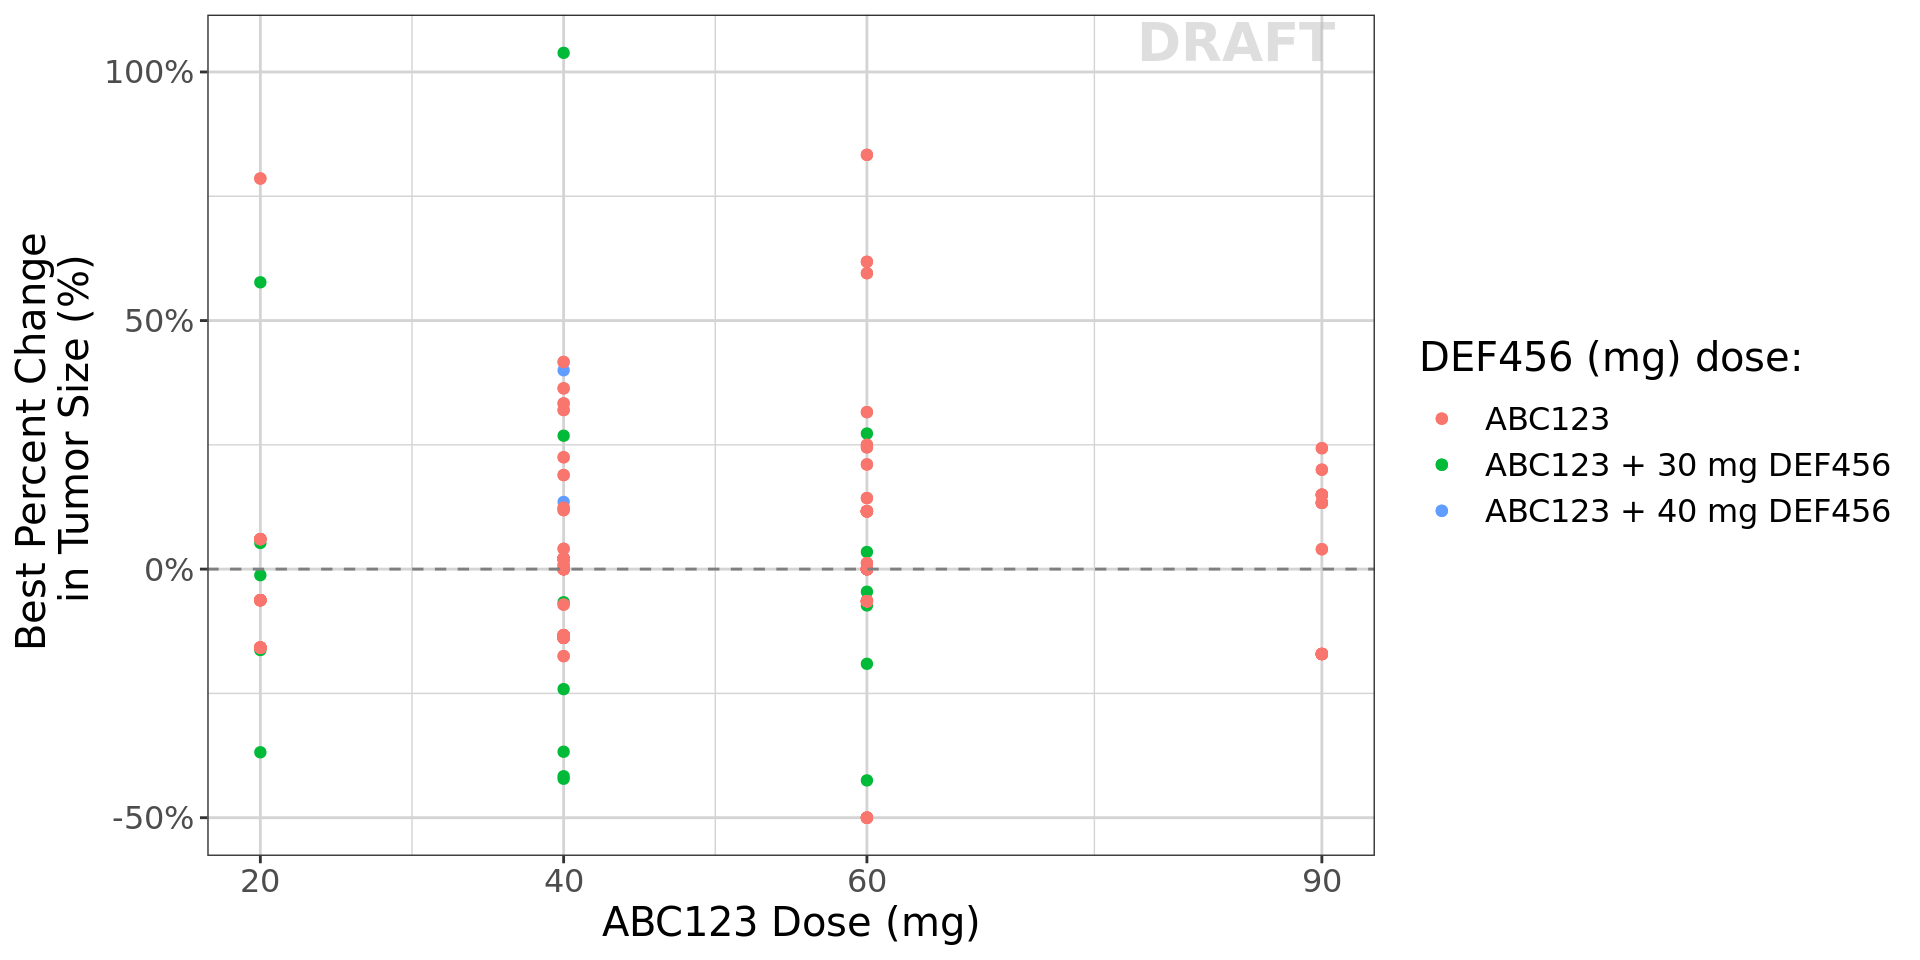 DRAFT
100%
50%
0%
-50%
Best Percent Change
in Tumor Size (%)
20 40 60 90
ABC123 Dose (mg)
DEF456 (mg) dose:
ABC123
ABC123 + 30 mg DEF456
ABC123 + 40 mg DEF456